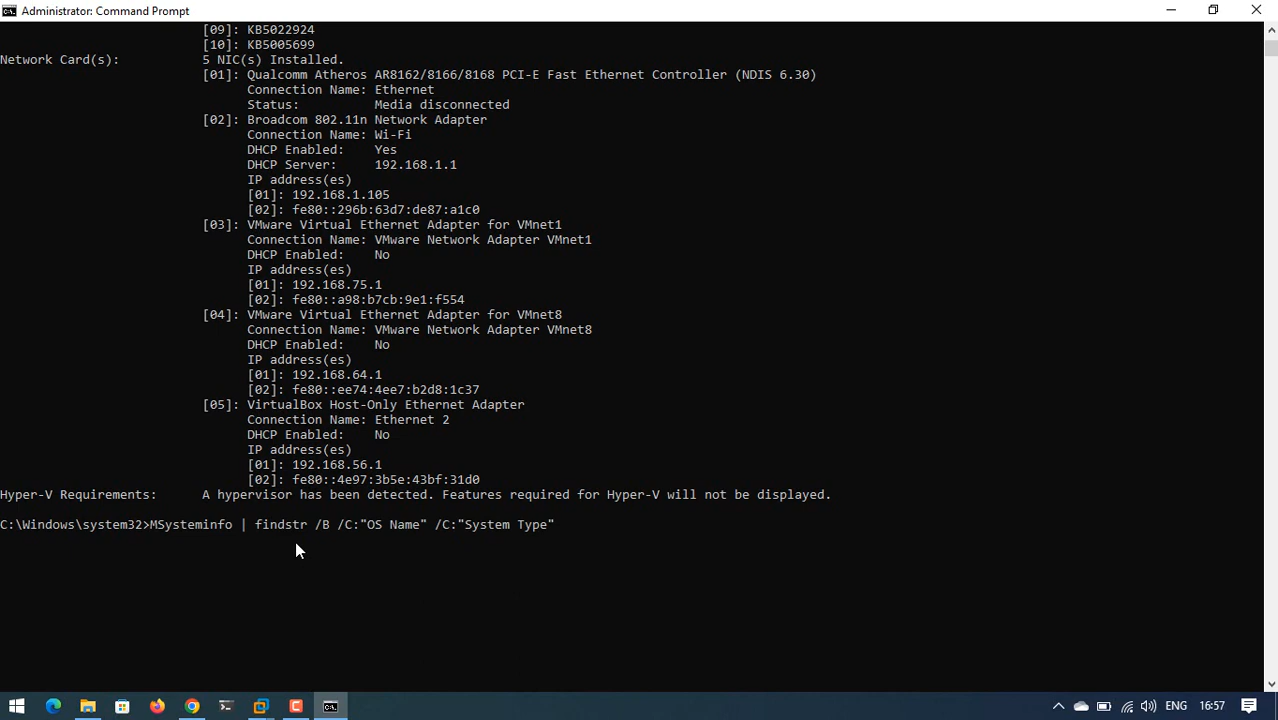 Administrator: Command Prompt
[09]: KB5022924
[10]: KB5005699
Network Card(s): 5 NIC(s) Installed.
[01]: Qualcomm Atheros AR8162/8166/8168 PCI-E Fast Ethernet Controller (NDIS 6.30)
Connection Name: Ethernet
Status: Media disconnected
[02]: Broadcom 802.11n Network Adapter
Connection Name: Wi-Fi
DHCP Enabled: Yes
DHCP Server: 192.168.1.1
IP address(es)
[01]: 192.168.1.105
[02]: fe80::296b:63d7:de87:a1c0
[03]: VMware Virtual Ethernet Adapter for VMnet1
Connection Name: VMware Network Adapter VMnet1
DHCP Enabled: No
IP address(es)
[01]: 192.168.75.1
[02]: fe80::a98:b7cb:9e1:f554
[04]: VMware Virtual Ethernet Adapter for VMnet8
Connection Name: VMware Network Adapter VMnet8
DHCP Enabled: No
IP address(es)
[01]: 192.168.64.1
[02]: fe80::ee74:4ee7:b2d8:1c37
[05]: VirtualBox Host-Only Ethernet Adapter
Connection Name: Ethernet 2
DHCP Enabled: No
IP address(es)
[01]: 192.168.56.1
[02]: fe80::4e97:3b5e:43bf:31d0
Hyper-V Requirements: A hypervisor has been detected. Features required for Hyper-V will not be displayed.
C:\Windows\system32>MSysteminfo | findstr /B /C:"OS Name" /C:"System Type"
ENG 16:57